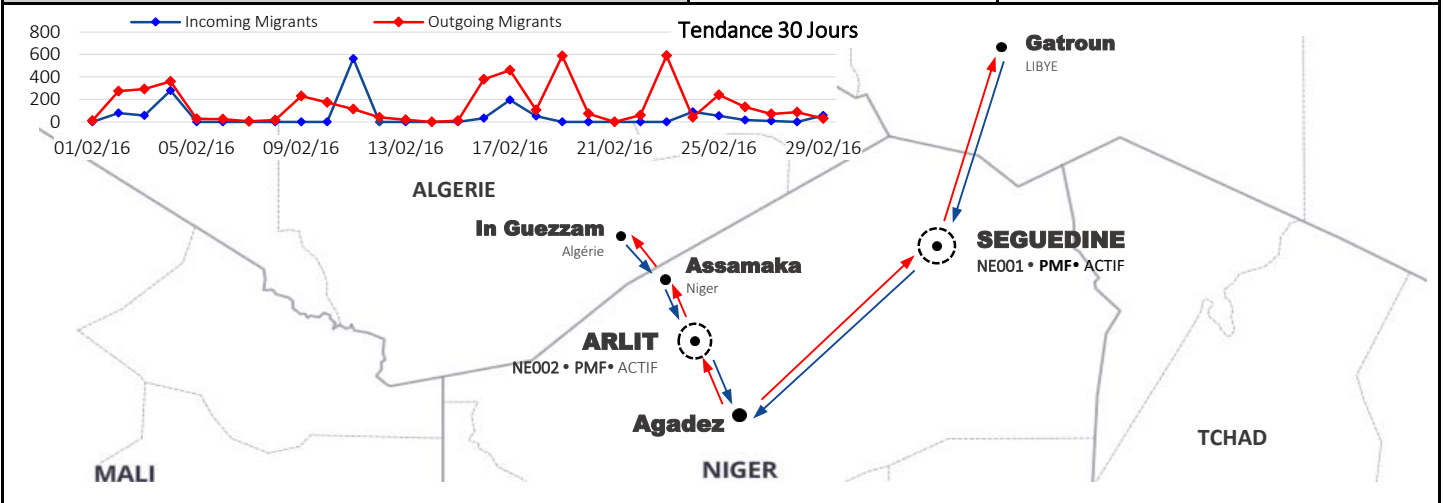 Incoming Migrants
Outgoing Migrants
Tendance 30 Jours
800
600
400
200
0
01/02/16
05/02/16
09/02/16
13/02/16
17/02/16
21/02/16
25/02/16
29/02/16
Gatroun
LIBYE
ALGERIE
In Guezzam
Algérie
Assamaka
Niger
SEGUEDINE
NE001 • PMF• ACTIF
ARLIT
NE002 • PMF• ACTIF
Agadez
TCHAD
MALI
NIGER